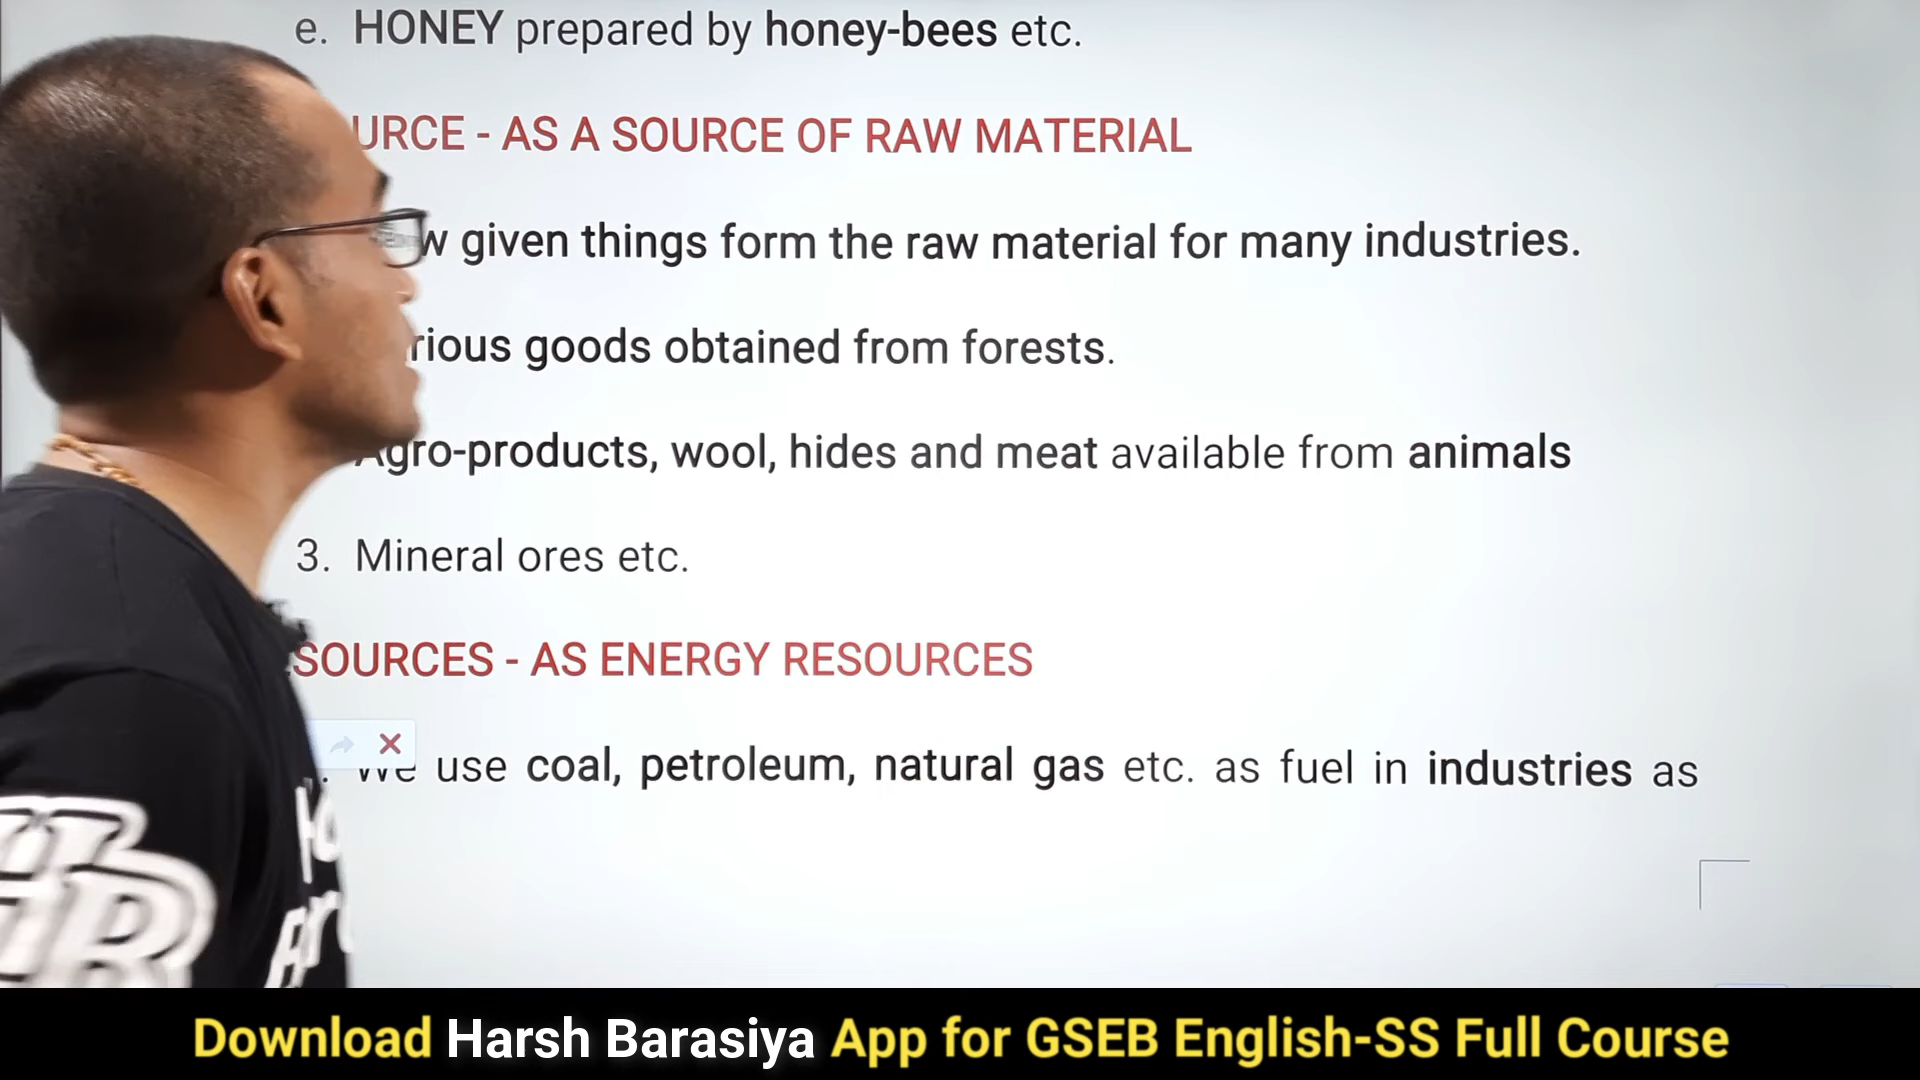 e. HONEY prepared by honey-bees etc.
URCE - AS A SOURCE OF RAW MATERIAL
w given things form the raw material for many industries.
rious goods obtained from forests.
Agro-products, wool, hides and meat available from animals
3. Mineral ores etc.
SOURCES - AS ENERGY RESOURCES
We use coal, petroleum, natural gas etc. as fuel in industries as
Download Harsh Barasiya App for GSEB English-SS Full Course